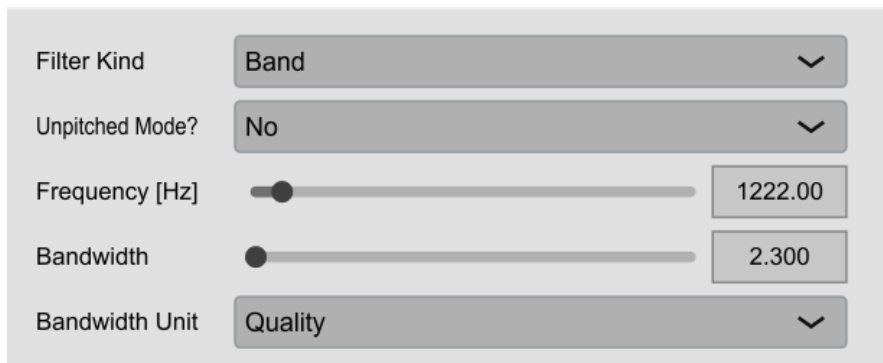 Filter Kind Band
Unpitched Mode? No
Frequency [Hz] 1222.00
Bandwidth 2.300
Bandwidth Unit Quality